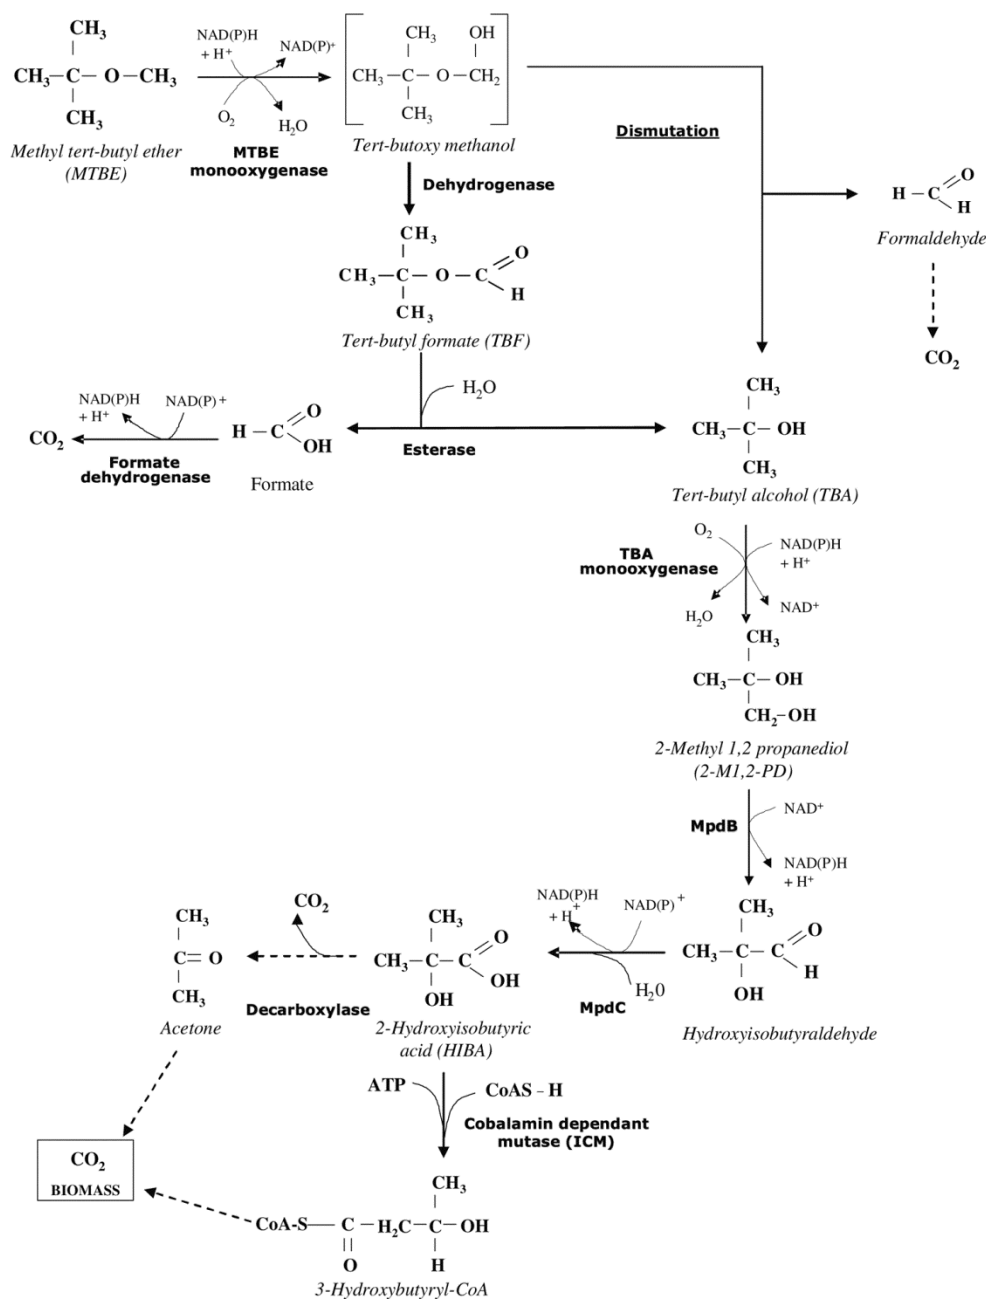 CH₃
CH₃ – C – O – CH₃
CH₃
Methyl tert-butyl ether
(MTBE)
NAD(P)H
+ H⁺
NAD(P)⁺
O₂
H₂O
MTBE
monooxygenase
CH₃
OH
CH₃ – C – O – CH₂
CH₃
Tert-butoxy methanol
Dismutation
Dehydrogenase
H – C
O
H
Formaldehyde
CO₂
CH₃
CH₃ – C – O – C
O
H
CH₃
Tert-butyl formate (TBF)
H₂O
Esterase
NAD(P)H
+ H⁺
NAD(P)⁺
CO₂
Formate
dehydrogenase
H – C
O
OH
Formate
CH₃
CH₃ – C – OH
CH₃
Tert-butyl alcohol (TBA)
O₂
NAD(P)H
+ H⁺
TBA
monooxygenase
H₂O
NAD⁺
CH₃
CH₃ – C – OH
CH₂ – OH
2-Methyl 1,2 propanediol
(2-M1,2-PD)
NAD⁺
MpdB
NAD(P)H
+ H⁺
CH₃
CH₃ – C – C
O
H
OH
Hydroxyisobutyraldehyde
NAD(P)H
+ H⁺
NAD(P)⁺
H₂0
MpdC
CH₃
CH₃ – C – C
O
OH
OH
2-Hydroxyisobutyric
acid (HIBA)
CO₂
Decarboxylase
CH₃
C = O
CH₃
Acetone
ATP
CoAS – H
Cobalamin dependant
mutase (ICM)
CO₂
BIOMASS
CH₃
CoA-S — C – H₂C – C – OH
O
H
3-Hydroxybutyryl-CoA